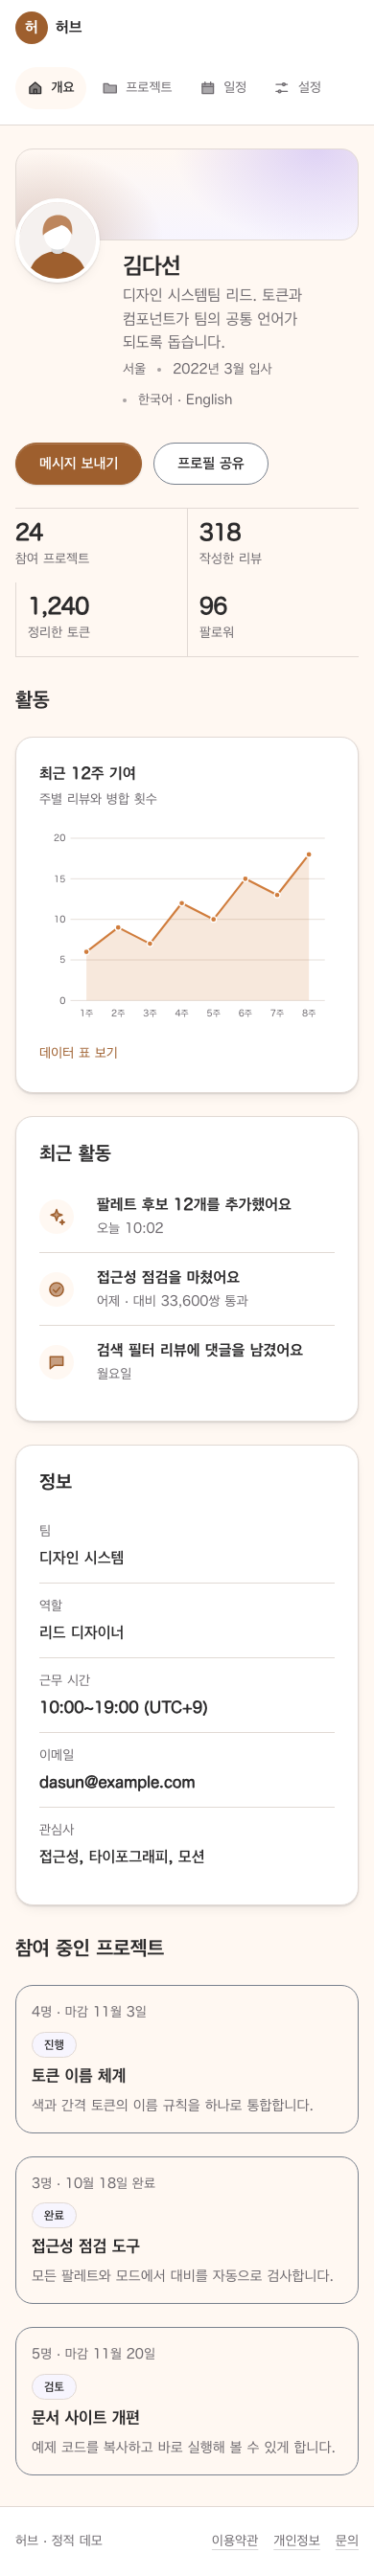 허 허브
개요 프로젝트 일정 설정
김다선
디자인 시스템팀 리드. 토큰과
컴포넌트가 팀의 공통 언어가
되도록 돕습니다.
서울 • 2022년 3월 입사
• 한국어 · English
메시지 보내기 프로필 공유
24 318
참여 프로젝트 작성한 리뷰
1,240 96
정리한 토큰 팔로워
활동
최근 12주 기여
주별 리뷰와 병합 횟수
20
15
10
5
0
1주 2주 3주 4주 5주 6주 7주 8주
데이터 표 보기
최근 활동
팔레트 후보 12개를 추가했어요
오늘 10:02
접근성 점검을 마쳤어요
어제 · 대비 33,600쌍 통과
검색 필터 리뷰에 댓글을 남겼어요
월요일
정보
팀
디자인 시스템
역할
리드 디자이너
근무 시간
10:00~19:00 (UTC+9)
이메일
dasun@example.com
관심사
접근성, 타이포그래피, 모션
참여 중인 프로젝트
4명 · 마감 11월 3일
진행
토큰 이름 체계
색과 간격 토큰의 이름 규칙을 하나로 통합합니다.
3명 · 10월 18일 완료
완료
접근성 점검 도구
모든 팔레트와 모드에서 대비를 자동으로 검사합니다.
5명 · 마감 11월 20일
검토
문서 사이트 개편
예제 코드를 복사하고 바로 실행해 볼 수 있게 합니다.
허브 · 정적 데모 이용약관 개인정보 문의